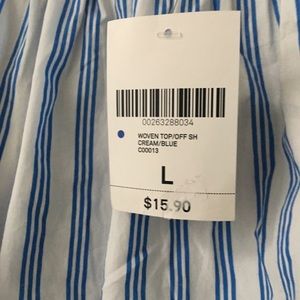 00263288034
WOVEN TOP/OFF SH
CREAM/BLUE
C00013
L
$15.90